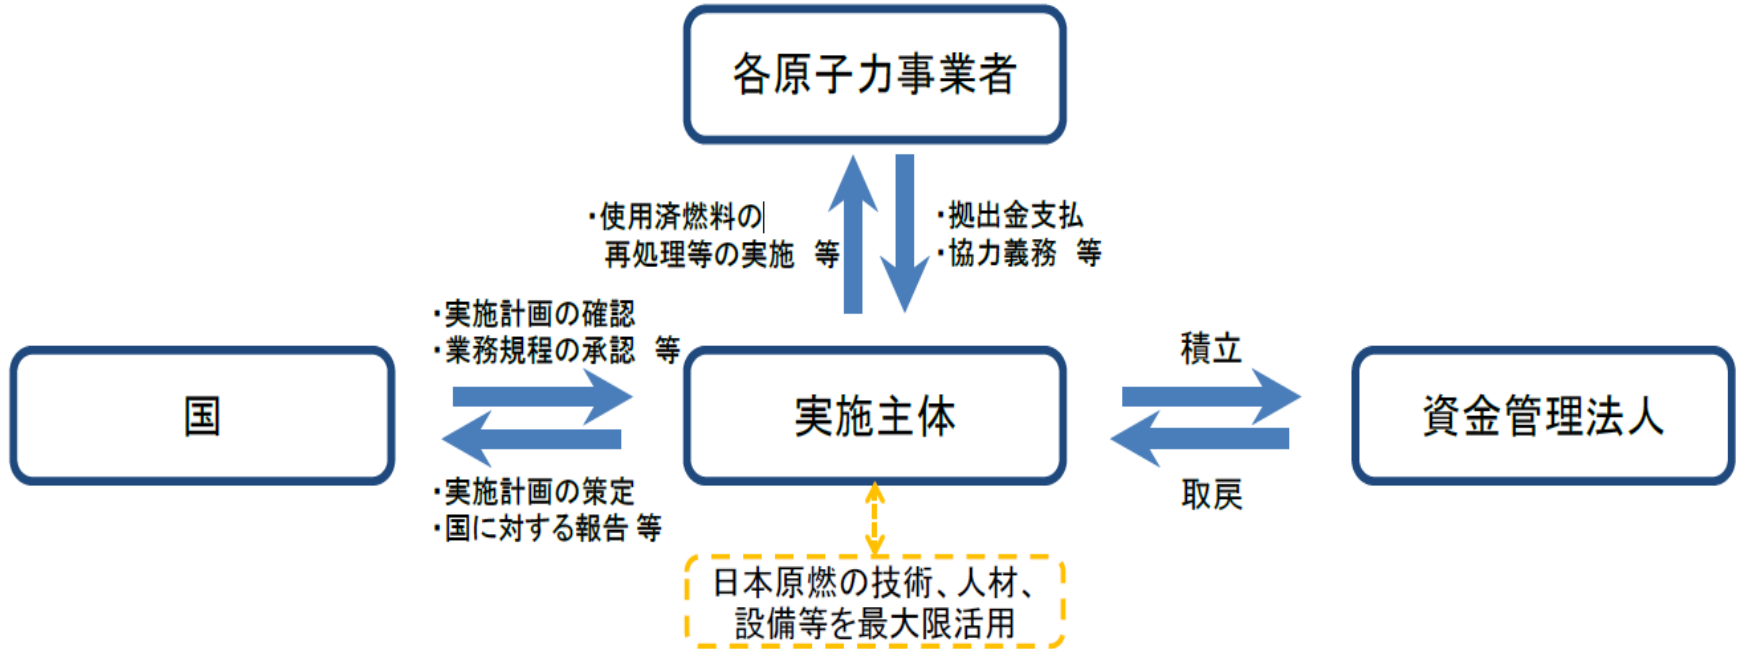 各原子力事業者
・使用済燃料の
再処理等の実施　等
・拠出金支払
・協力義務　等
・実施計画の確認
・業務規程の承認　等
国
実施主体
積立
資金管理法人
取戻
・実施計画の策定
・国に対する報告 等
日本原燃の技術、人材、
設備等を最大限活用